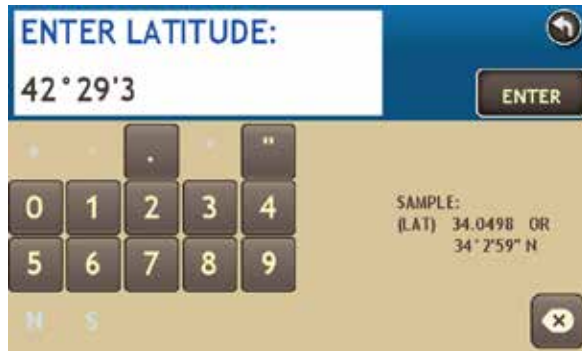 ENTER LATITUDE:
42°29'3
ENTER
. "
0 1 2 3 4
5 6 7 8 9
N S
SAMPLE:
(LAT) 34.0498 OR
34°2'59" N